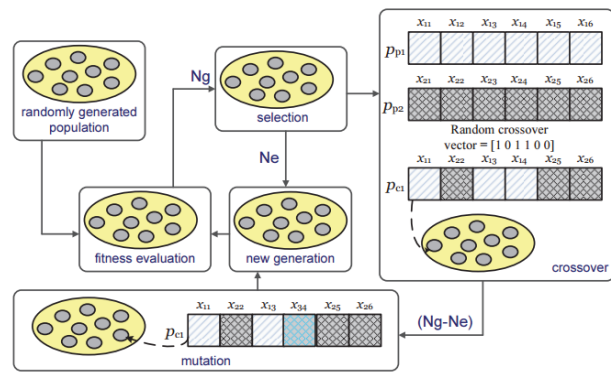 randomly generated
population
Ng
selection
Ne
fitness evaluation
new generation
x11 x12 x13 x14 x15 x16
pp1
x21 x22 x23 x24 x25 x26
pp2
Random crossover
vector = [1 0 1 1 0 0]
x11 x22 x13 x14 x25 x26
pc1
crossover
(Ng-Ne)
x11 x22 x13 x34 x25 x26
pc1
mutation